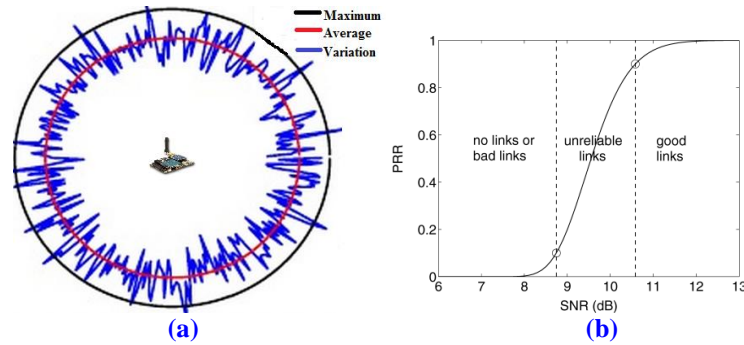 Maximum
Average
Variation
(a)
1
0.8
0.6
0.4
0.2
0
PRR
no links or
bad links
unreliable
links
good
links
6 7 8 9 10 11 12 13
SNR (dB)
(b)